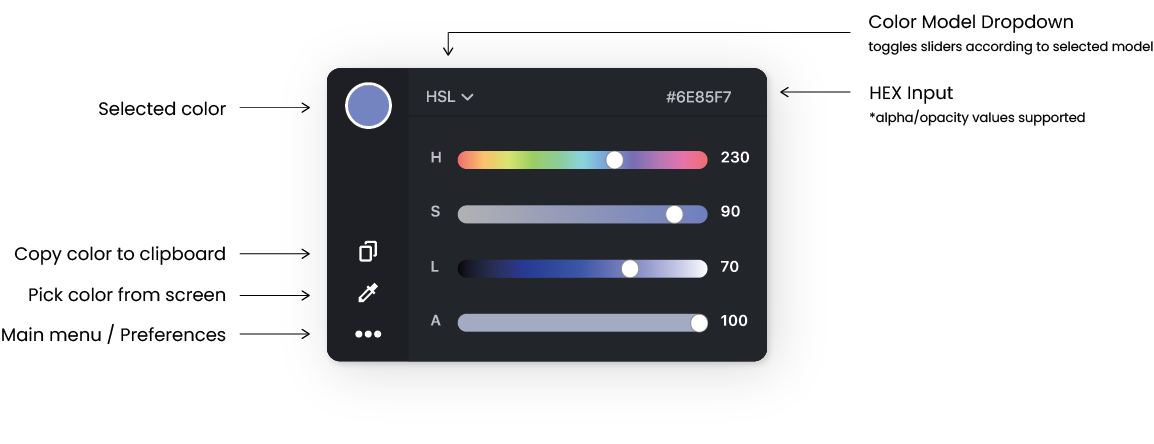 Color Model Dropdown
toggles sliders according to selected model
Selected color
HSL
#6E85F7
HEX Input
*alpha/opacity values supported
H 230
S 90
Copy color to clipboard
L 70
Pick color from screen
A 100
Main menu / Preferences